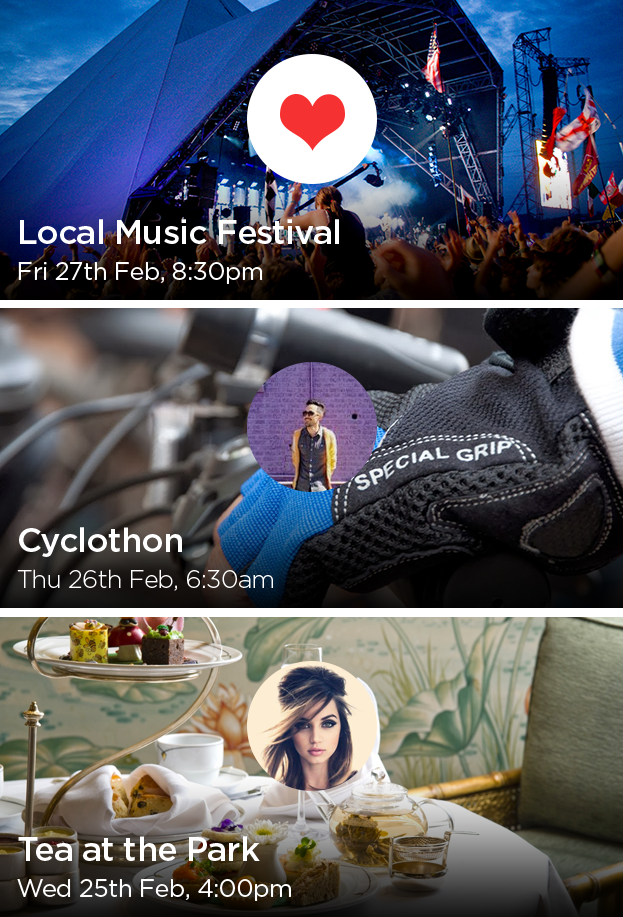 Local Music Festival
Fri 27th Feb, 8:30pm
SPECIAL GRIP
Cyclothon
Thu 26th Feb, 6:30am
Tea at the Park
Wed 25th Feb, 4:00pm